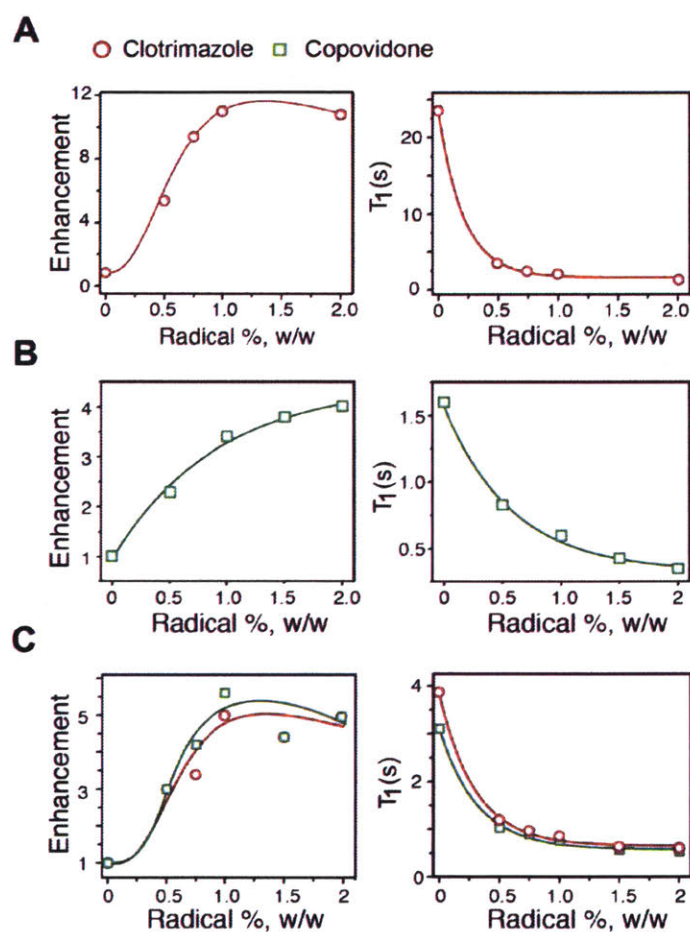 A
Clotrimazole Copovidone
Enhancement
12
8
4
0
0 0.5 1.0 1.5 2.0
Radical %, w/w
T1(s)
20
10
0
0 0.5 1.0 1.5 2.0
Radical %, w/w
B
Enhancement
4
3
2
1
0 0.5 1.0 1.5 2.0
Radical %, w/w
T1(s)
1.5
1.0
0.5
0 0.5 1.0 1.5 2
Radical %, w/w
C
Enhancement
5
3
1
0 0.5 1.0 1.5 2
Radical %, w/w
T1(s)
4
2
0
0 0.5 1.0 1.5 2
Radical %, w/w